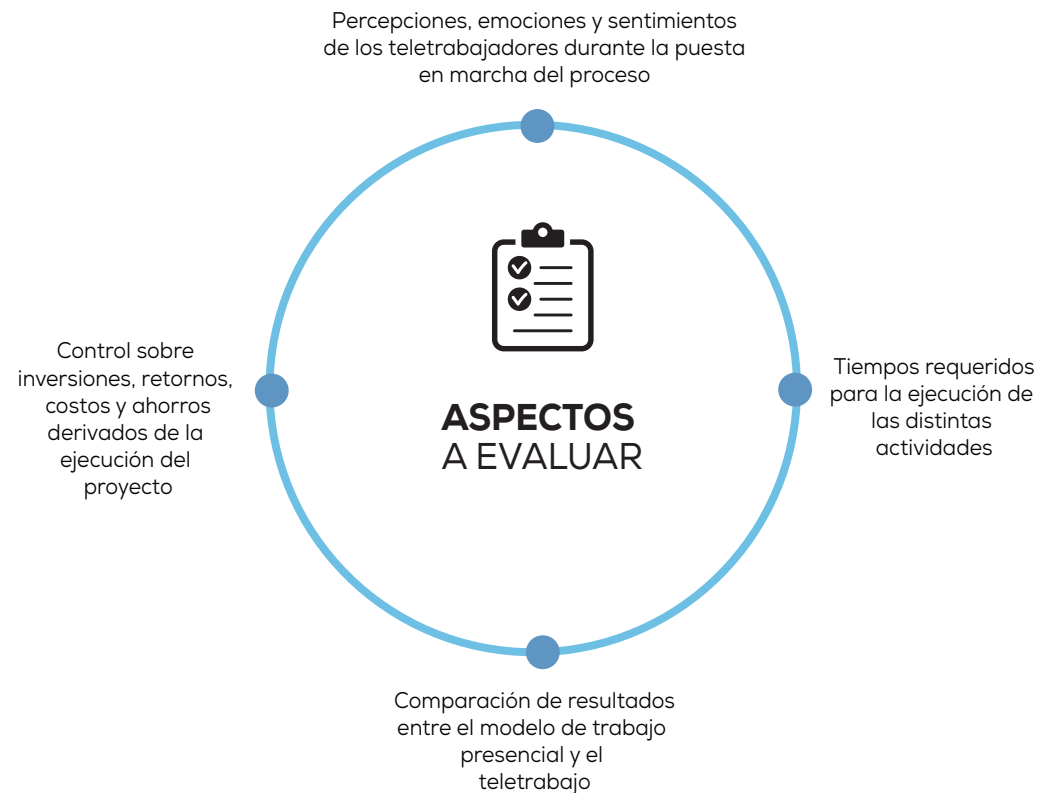 Percepciones, emociones y sentimientos
de los teletrabajadores durante la puesta
en marcha del proceso
Control sobre
inversiones, retornos,
costos y ahorros
derivados de la
ejecución del
proyecto
ASPECTOS
A EVALUAR
Tiempos requeridos
para la ejecución de
las distintas
actividades
Comparación de resultados
entre el modelo de trabajo
presencial y el
teletrabajo